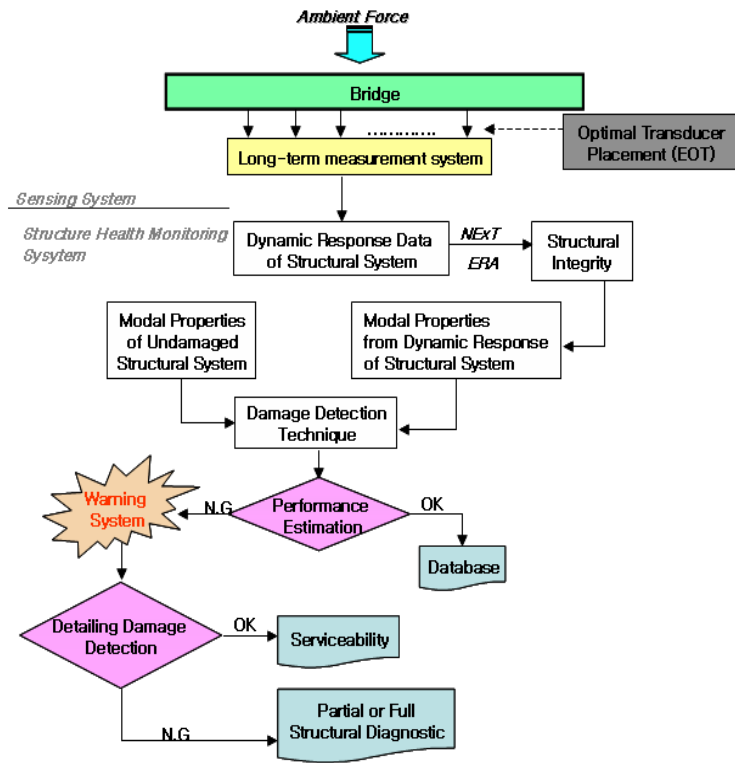 Ambient Force
Bridge
Optimal Transducer
Placement (EOT)
Long-term measurement system
Sensing System
Structure Health Monitoring
Sysytem
Dynamic Response Data
of Structural System
NExT
ERA
Structural
Integrity
Modal Properties
of Undamaged
Structural System
Modal Properties
from Dynamic Response
of Structural System
Damage Detection
Technique
Warning
System
N.G
Performance
Estimation
OK
Database
Detailing Damage
Detection
OK
Serviceability
N.G
Partial or Full
Structural Diagnostic